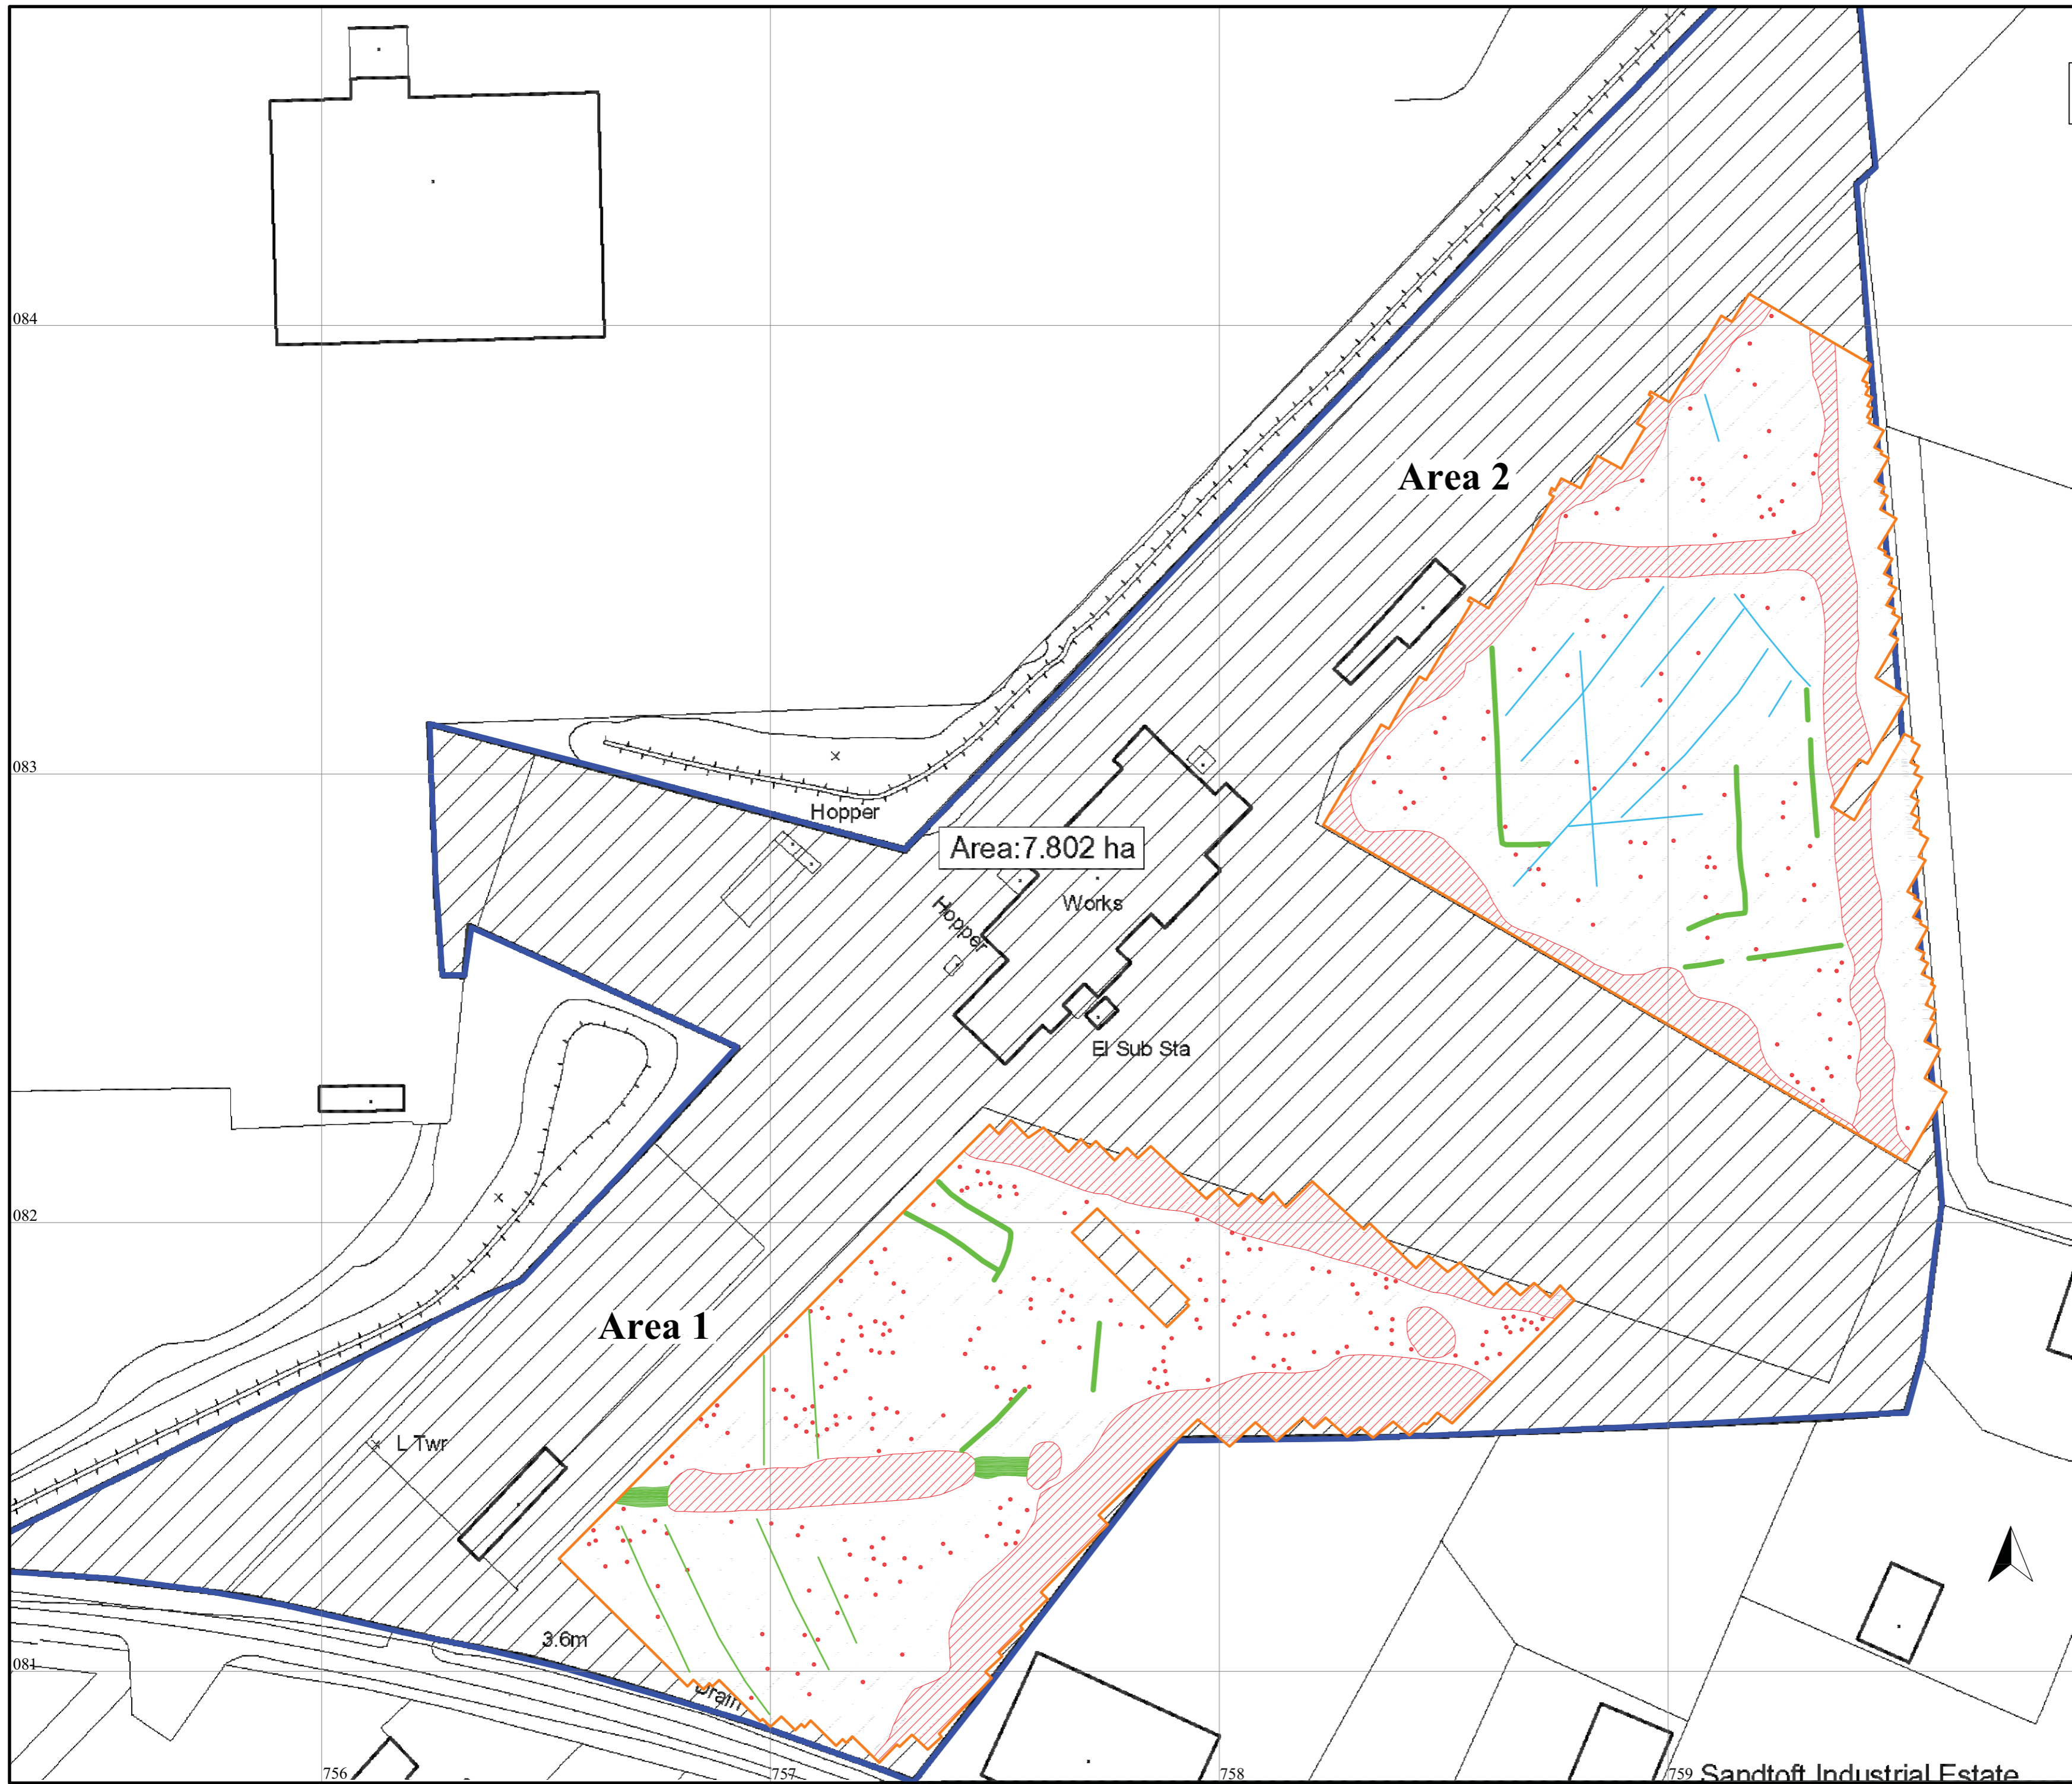 084
Area 2
083
Hopper
Area:7.802 ha
Works
Hopper
El Sub Sta
082
Area 1
L Twr
3.6m
081
Drain
756
757
758
759
Sandtoft Industrial Estate